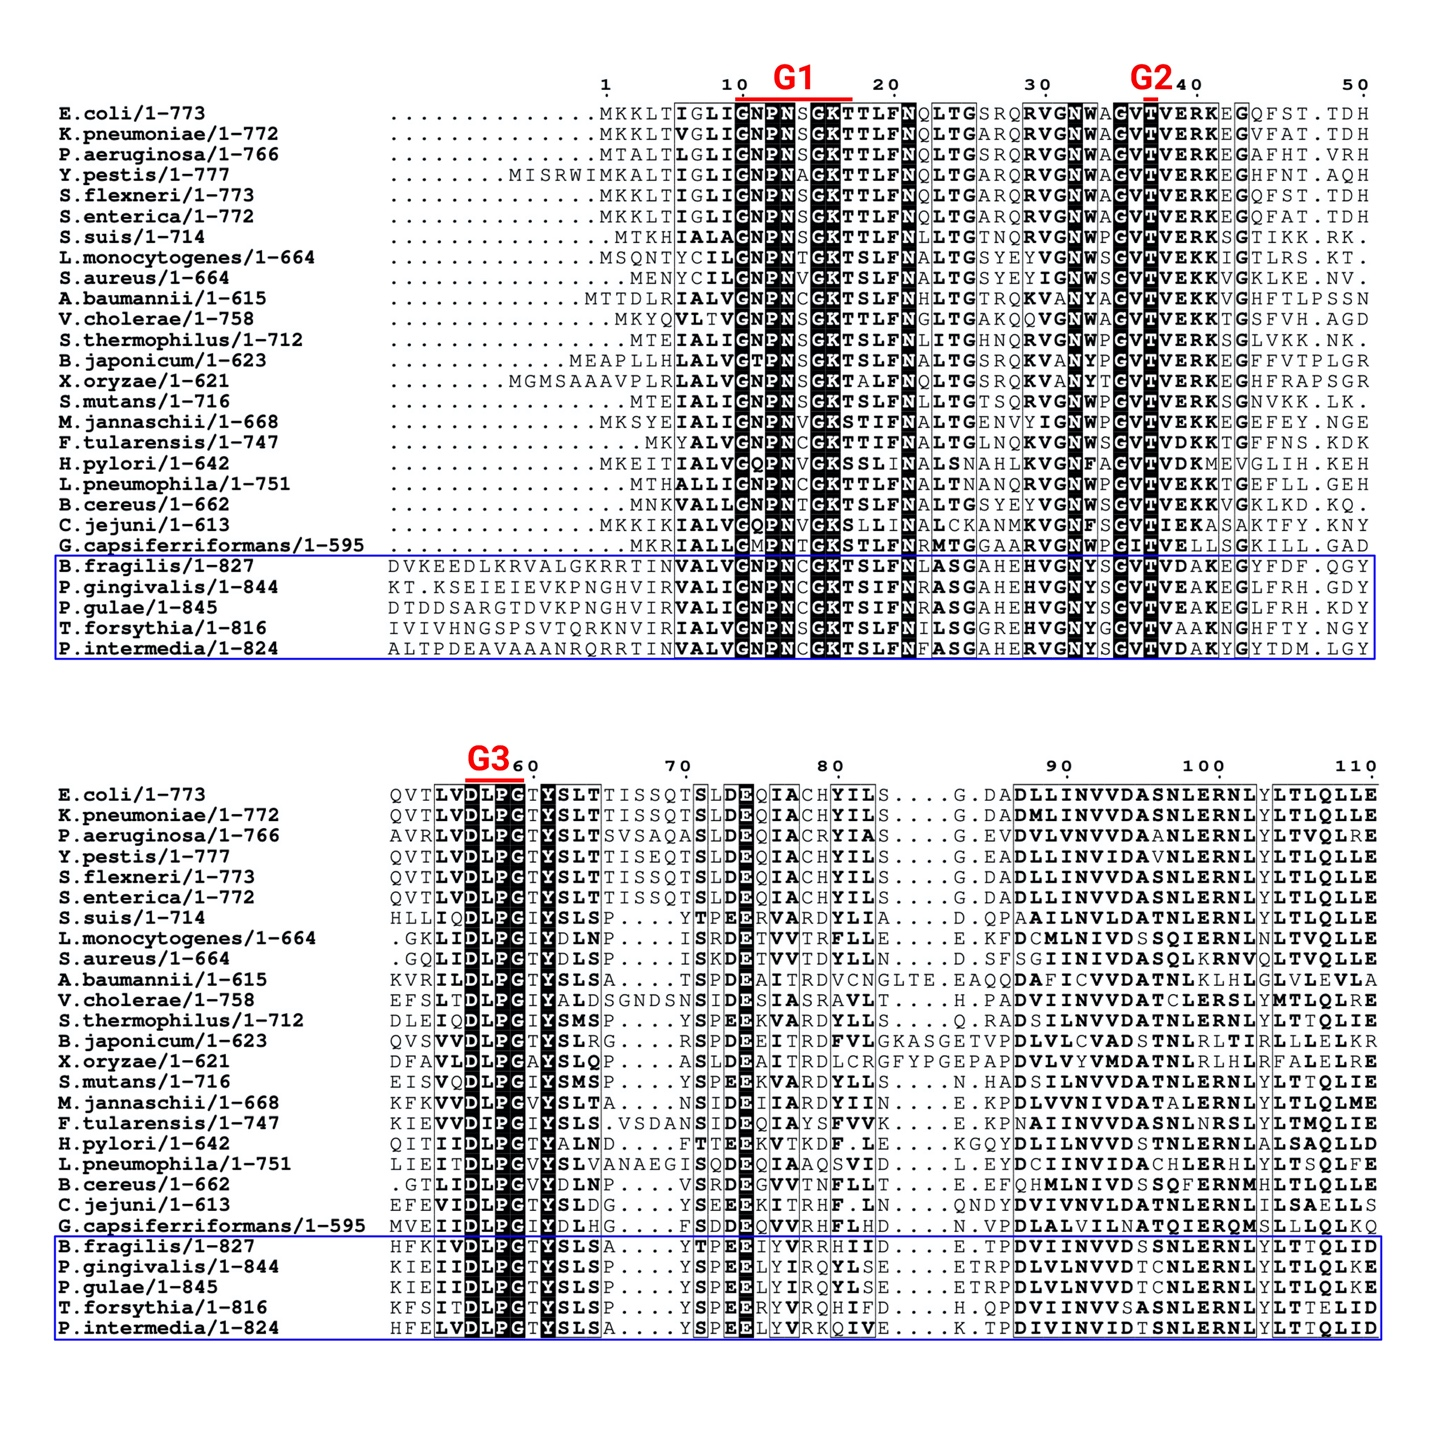 G1 G2
1 10 20 30 40 50
E.coli/1-773 ..............MKKLTIGLIGNPNSGKTTLFNQLTGSRQRVGNWAGVTVERKEGQFST.TDH
K.pneumoniae/1-772 ..............MKKLTVGLIGNPNSGKTTLFNQLTGARQRVGNWAGVTVERKEGVFAT.TDH
P.aeruginosa/1-766 ..............MTALTLGLIGNPNSGKTTLFNQLTGSRQRVGNWAGVTVERKEGAFHT.VRH
Y.pestis/1-777 ........MISRWIMKALTIGLIGNPNAGKTTLFNQLTGARQRVGNWAGVTVERKEGHFNT.AQH
S.flexneri/1-773 ..............MKKLTIGLIGNPNSGKTTLFNQLTGARQRVGNWAGVTVERKEGQFST.TDH
S.enterica/1-772 ..............MKKLTIGLIGNPNSGKTTLFNQLTGARQRVGNWAGVTVERKEGQFAT.TDH
S.suis/1-714 ...............MTKHIALAGNPNSGKTTLFNLLTGTNQRVGNWPGVTVERKSGTIKK.RK.
L.monocytogenes/1-664 ..............MSQNTYCILGNPNTGKTSLFNALTGSYEYVGNWSGVTVEKKIGTLRS.KT.
S.aureus/1-664 ................MENYCILGNPNVGKTSLFNALTGSYEYIGNWSGVTVEKKVGKLKE.NV.
A.baumannii/1-615 .............MTTDLRIALVGNPNCGKTSLFNHLTGTRQKVANYAGVTVEKKVGHFTLPSSN
V.cholerae/1-758 ...............MKYQVLTVGNPNSGKTTLFNGLTGAKQQVGNWAGVTVEKKTGSFVH.AGD
S.thermophilus/1-712 ................MTEIALIGNPNSGKTSLFNLITGHNQRVGNWPGVTVERKSGLVKK.NK.
B.japonicum/1-623 ............MEAPLLHLALVGTPNSGKTSLFNALTGSRQKVANYPGVTVERKEGFFVTPLGR
X.oryzae/1-621 ........MGMSAAAVPLRLALVGNPNSGKTALFNQLTGSRQKVANYTGVTVERKEGHFRAPSGR
S.mutans/1-716 ................MTEIALIGNPNSGKTSLFNLLTGTSQRVGNWPGVTVERKSGNVKK.LK.
M.jannaschii/1-668 ..............MKSYEIALIGNPNVGKSTIFNALTGENVYIGNWPGVTVEKKEGEFEY.NGE
F.tularensis/1-747 .................MKYALVGNPNCGKTTIFNALTGLNQKVGNWSGVTVDKKTGFFNS.KDK
H.pylori/1-642 ..............MKEITIALVGQPNVGKSSLINALSNAHLKVGNFAGVTVDKMEVGLIH.KEH
L.pneumophila/1-751 ................MTHALLIGNPNCGKTTLFNALTNANQRVGNWPGVTVEKKTGEFLL.GEH
B.cereus/1-662 ................MNKVALLGNPNTGKTSLFNALTGSYEYVGNWPGVTVEKKVGKLKD.KQ.
C.jejuni/1-613 ..............MKKIKIALVGQPNVGKSLLINALCKANMKVGNFSGVTIEKASAKTFY.KNY
G.capsiferriformans/1-595 ................MKRIALLGMPNTGKSTLFNRMTGGAARVGNWPGITVELLSGKILL.GAD
B.fragilis/1-827 DVKEEDLKRVALGKRRTINVALVGNPNCGKTSLFNLASGAHEHVGNYSGVTVDAKEGYFDF.QGY
P.gingivalis/1-844 KT.KSEIEIEVKPNGHVIRVALIGNPNCGKTSIFNRASGAHEHVGNYSGVTVEAKEGLFRH.GDY
P.gulae/1-845 DTDDSARGTDVKPNGHVIRVALIGNPNCGKTSIFNRASGAHEHVGNYSGVTVEAKEGLFRH.KDY
T.forsythia/1-816 IVIVHNGSPSVTQRKNVIRIALVGNPNSGKTSLFNILSGGREHVGNYGGVTVAAKNGHFTY.NGY
P.intermedia/1-824 ALTPDEAVAAANRQRRTINVALVGNPNCGKTSLFNFASGAHERVGNYSGVTVDAKYGYTDM.LGY
G3
60 70 80 90 100 110
E.coli/1-773 QVTLVDLPGTYSLTTISSQTSLDEQIACHYILS....G.DADLLINVVDASNLERNLYLTLQLLE
K.pneumoniae/1-772 QVTLVDLPGTYSLTTISSQTSLDEQIACHYILS....G.DADMLINVVDASNLERNLYLTLQLLE
P.aeruginosa/1-766 AVRLVDLPGTYSLTSVSAQASLDEQIACRYIAS....G.EVDVLVNVVDAANLERNLYLTVQLRE
Y.pestis/1-777 QVTLVDLPGTYSLTTISEQTSLDEQIACHYILS....G.EADLLINVIDAVNLERNLYLTLQLLE
S.flexneri/1-773 QVTLVDLPGTYSLTTISSQTSLDEQIACHYILS....G.DADLLINVVDASNLERNLYLTLQLLE
S.enterica/1-772 QVTLVDLPGTYSLTTISSQTSLDEQIACHYILS....G.DADLLINVVDASNLERNLYLTLQLLE
S.suis/1-714 HLLIQDLPGIYSLSP....YTPEERVARDYLIA....D.QPAAILNVLDATNLERNLYLTLQLLE
L.monocytogenes/1-664 .GKLIDLPGIYDLNP....ISRDETVVTRFLLE....E.KFDCMLNIVDSSQIERNLNLTVQLLE
S.aureus/1-664 .GQLIDLPGTYDLSP....ISKDETVVTDYLLN....D.SFSGIINIVDASQLKRNVQLTVQLLE
A.baumannii/1-615 KVRILDLPGTYSLSA....TSPDEAITRDVCNGLTE.EAQQDAFICVVDATNLKLHLGLVLEVLA
V.cholerae/1-758 EFSLTDLPGIYALDSGNDSNSIDESIASRAVLT....H.PADVIINVVDATCLERSLYMTLQLRE
S.thermophilus/1-712 DLEIQDLPGIYSMSP....YSPEEKVARDYLLS....Q.RADSILNVVDATNLERNLYLTTQLIE
B.japonicum/1-623 QVSVVDLPGTYSLRG....RSPDEEITRDFVLGKASGETVPDLVLCVADSTNLRLTIRLLLELKR
X.oryzae/1-621 DFAVLDLPGAYSLQP....ASLDEAITRDLCRGFYPGEPAPDVLVYVMDATNLRLHLRFALELRE
S.mutans/1-716 EISVQDLPGIYSMSP....YSPEEKVARDYLLS....N.HADSILNVVDATNLERNLYLTTQLIE
M.jannaschii/1-668 KFKVVDLPGVYSLTA....NSIDEIIARDYIIN....E.KPDLVVNIVDATALERNLYLTLQLME
F.tularensis/1-747 KIEVVDIPGIYSLS.VSDANSIDEQIAYSFVVK....E.KPNAIINVVDASNLNRSLYLTMQLIE
H.pylori/1-642 QITIIDLPGTYALND....FTTEEKVTKDF.LE....KGQYDLILNVVDSTNLERNLALSAQLLD
L.pneumophila/1-751 LIEITDLPGVYSLVANAEGISQDEQIAAQSVID....L.EYDCIINVIDACHLERHLYLTSQLFE
B.cereus/1-662 .GTLIDLPGVYDLNP....VSRDEGVVTNFLLT....E.EFQHMLNIVDSSQFERNMHLTLQLLE
C.jejuni/1-613 EFEVIDLPGTYSLDG....YSEEEKITRHF.LN....QNDYDVIVNVLDATNLERNLILSAELLS
G.capsiferriformans/1-595 MVEIIDLPGIYDLHG....FSDDEQVVRHFLHD....N.VPDLALVILNATQIERQMSLLLQLKQ
B.fragilis/1-827 HFKIVDLPGTYSLSA....YTPEEIYVRRHIID....E.TPDVIINVVDSSNLERNLYLTTQLID
P.gingivalis/1-844 KIEIIDLPGTYSLSP....YSPEELYIRQYLSE....ETRPDLVLNVVDTCNLERNLYLTLQLKE
P.gulae/1-845 KIEIIDLPGTYSLSP....YSPEELYIRQYLSE....ETRPDLVLNVVDTCNLERNLYLTLQLKE
T.forsythia/1-816 KFSITDLPGTYSLSP....YSPEERYVRQHIFD....H.QPDVIINVVSASNLERNLYLTTELID
P.intermedia/1-824 HFELVDLPGTYSLSA....YSPEELYVRKQIVE....K.TPDIVINVIDTSNLERNLYLTTQLID